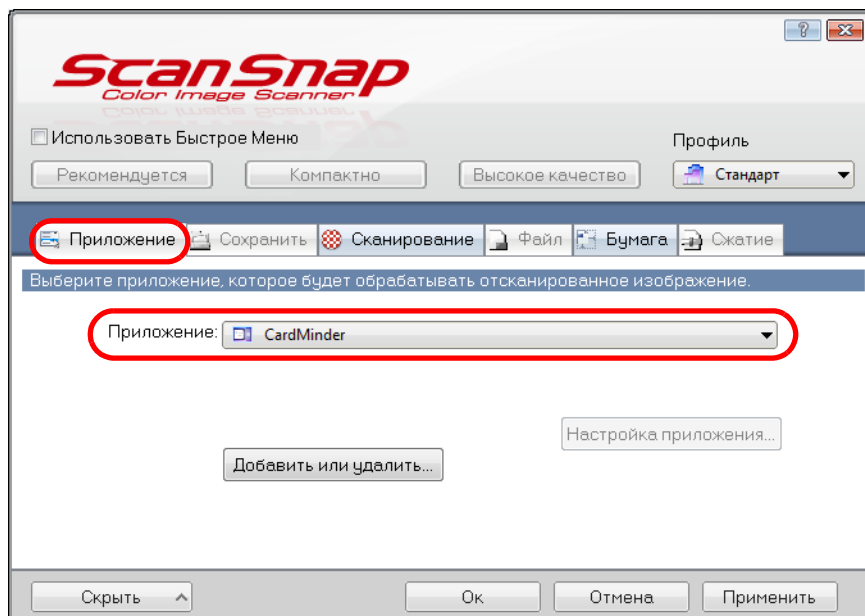 ScanSnap
Color Image Scanner
Использовать Быстрое Меню
Профиль
Рекомендуется Компактно Высокое качество Стандарт
Приложение Сохранить Сканирование Файл Бумага Сжатие
Выберите приложение, которое будет обрабатывать отсканированное изображение.
Приложение: CardMinder
Настройка приложения...
Добавить или удалить...
Скрыть Ок Отмена Применить